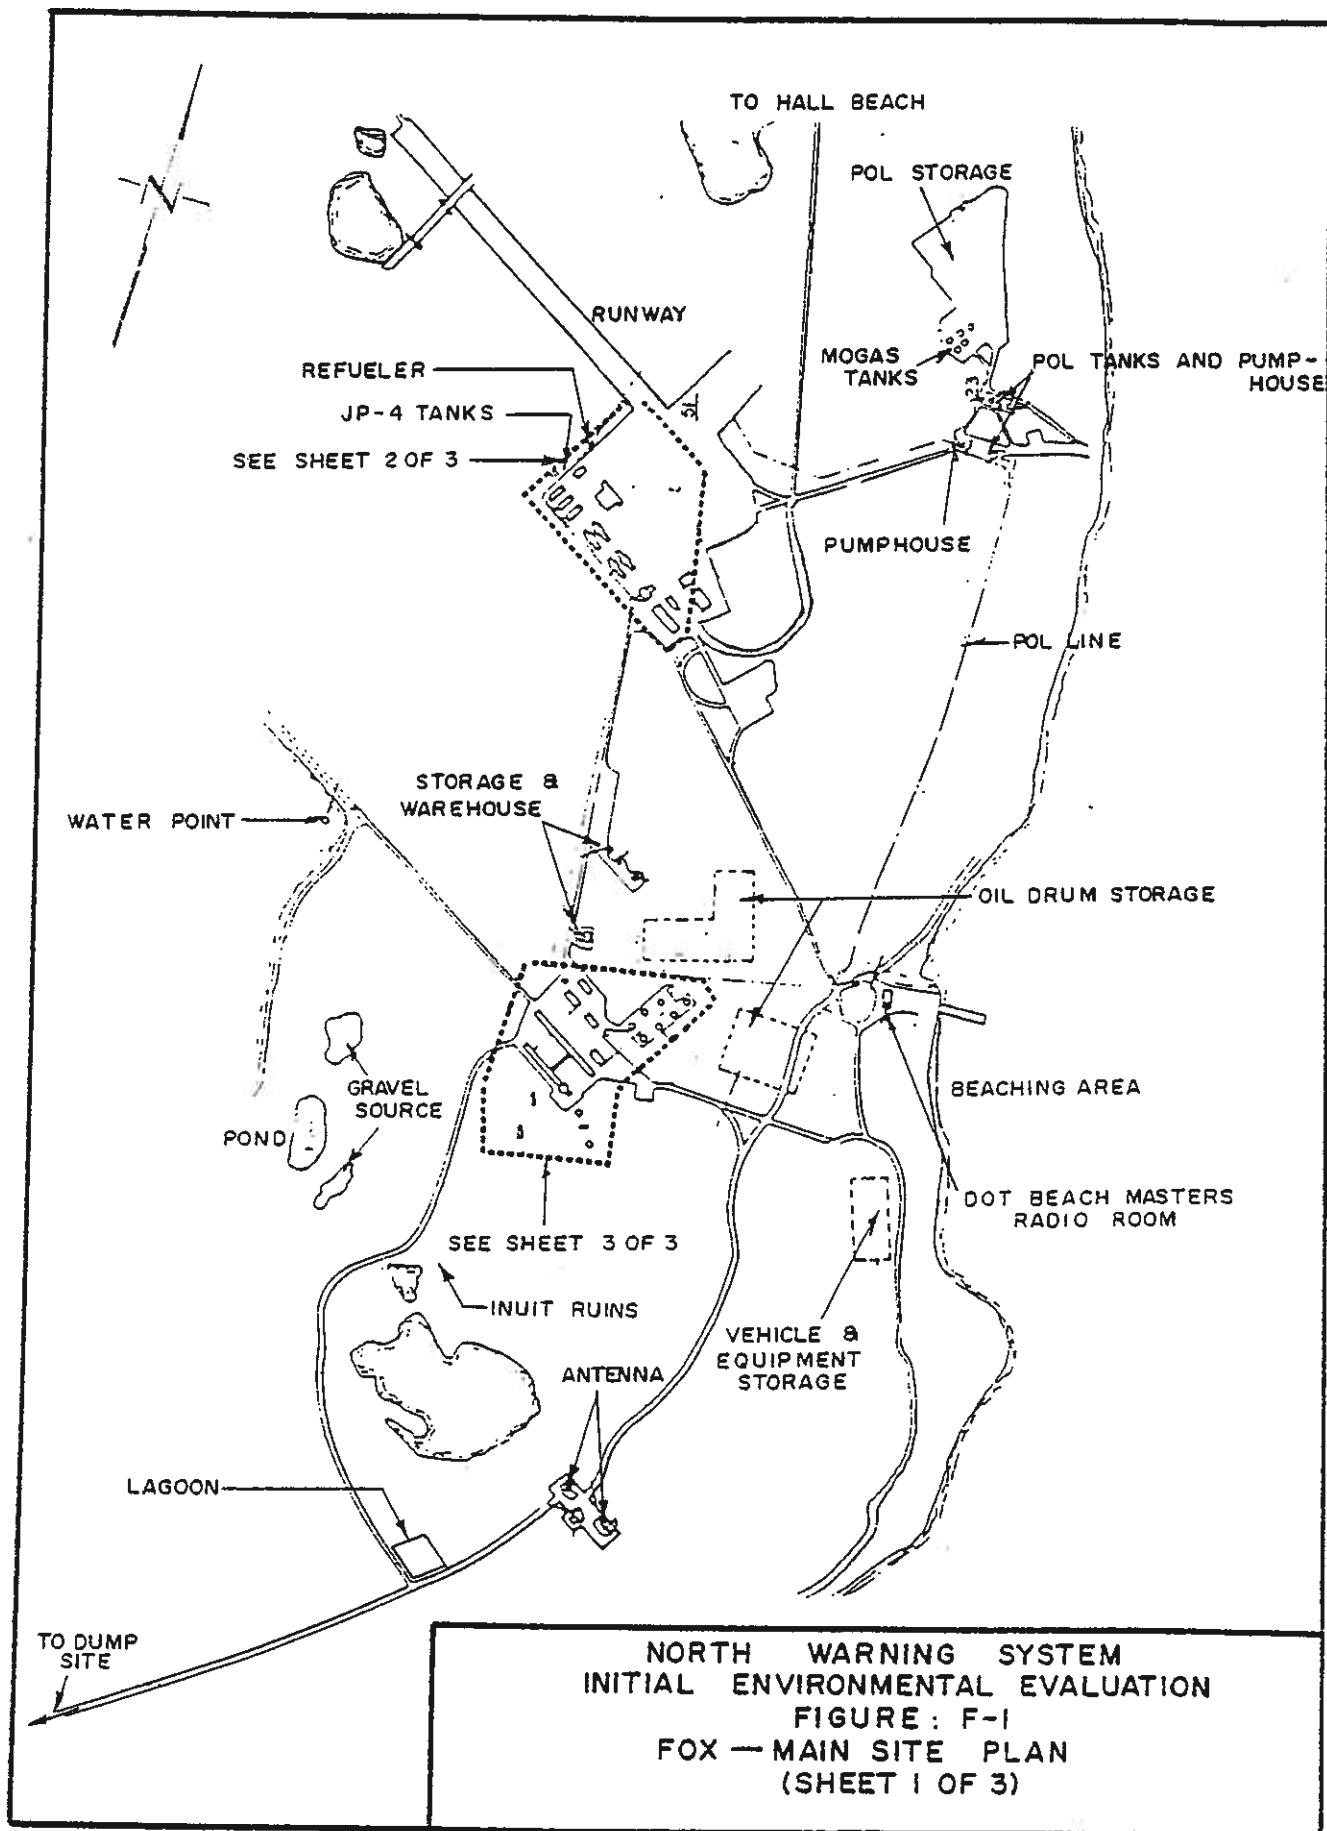 TO HALL BEACH
POL STORAGE
N
RUNWAY
MOGAS
TANKS
POL TANKS AND PUMP-
HOUSE
23
REFUELER
JP-4 TANKS
51
SEE SHEET 2 OF 3
PUMPHOUSE
POL LINE
STORAGE &
WAREHOUSE
WATER POINT
OIL DRUM STORAGE
GRAVEL
SOURCE
BEACHING AREA
POND
DOT BEACH MASTERS
RADIO ROOM
SEE SHEET 3 OF 3
INUIT RUINS
VEHICLE &
EQUIPMENT
STORAGE
ANTENNA
LAGOON
TO DUMP
SITE
NORTH WARNING SYSTEM
INITIAL ENVIRONMENTAL EVALUATION
FIGURE: F-1
FOX — MAIN SITE PLAN
(SHEET 1 OF 3)